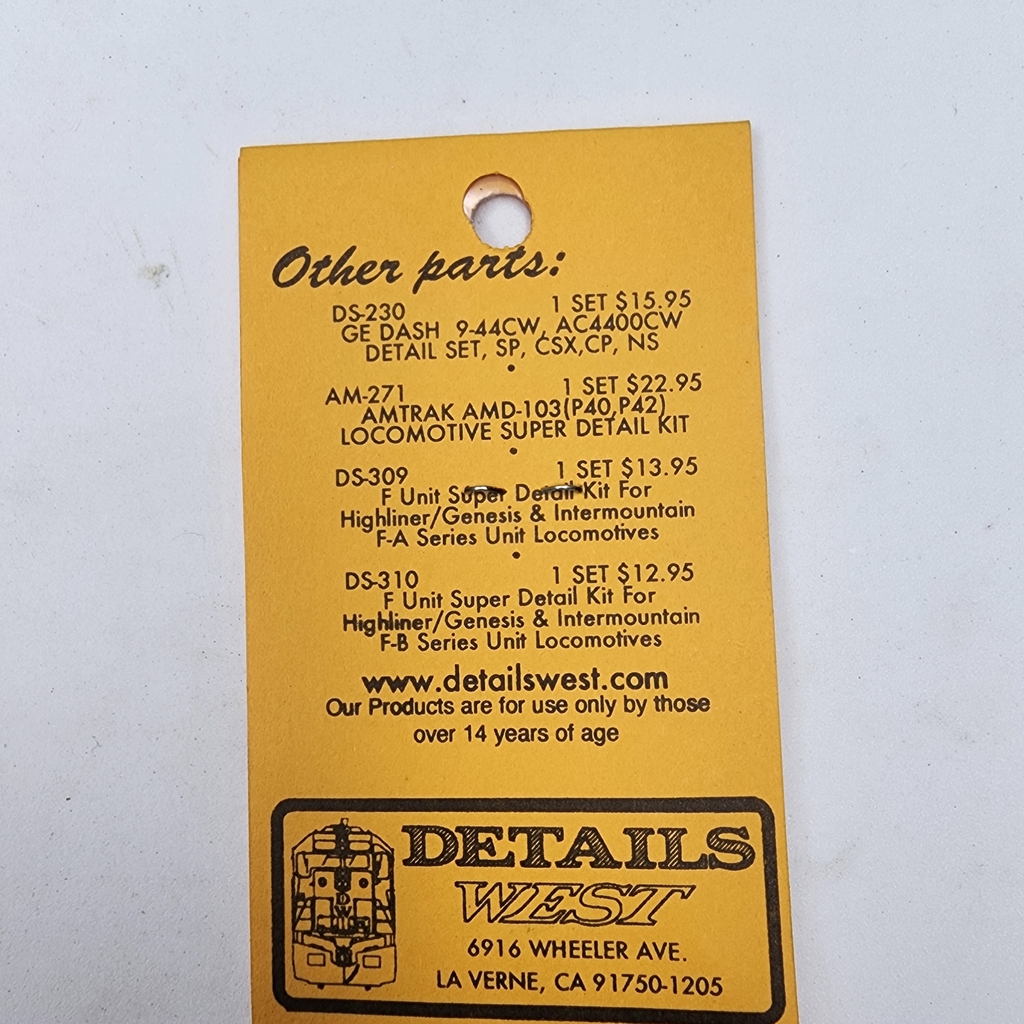 Other parts:
DS-230 1 SET $15.95
GE DASH 9-44CW, AC4400CW
DETAIL SET, SP, CSX,CP, NS
•
AM-271 1 SET $22.95
AMTRAK AMD-103(P40,P42)
LOCOMOTIVE SUPER DETAIL KIT
•
DS-309 1 SET $13.95
F Unit Super Detail Kit For
Highliner/Genesis & Intermountain
F-A Series Unit Locomotives
•
DS-310 1 SET $12.95
F Unit Super Detail Kit For
Highliner/Genesis & Intermountain
F-B Series Unit Locomotives
www.detailswest.com
Our Products are for use only by those
over 14 years of age
DETAILS
WEST
DW
6916 WHEELER AVE.
LA VERNE, CA 91750-1205